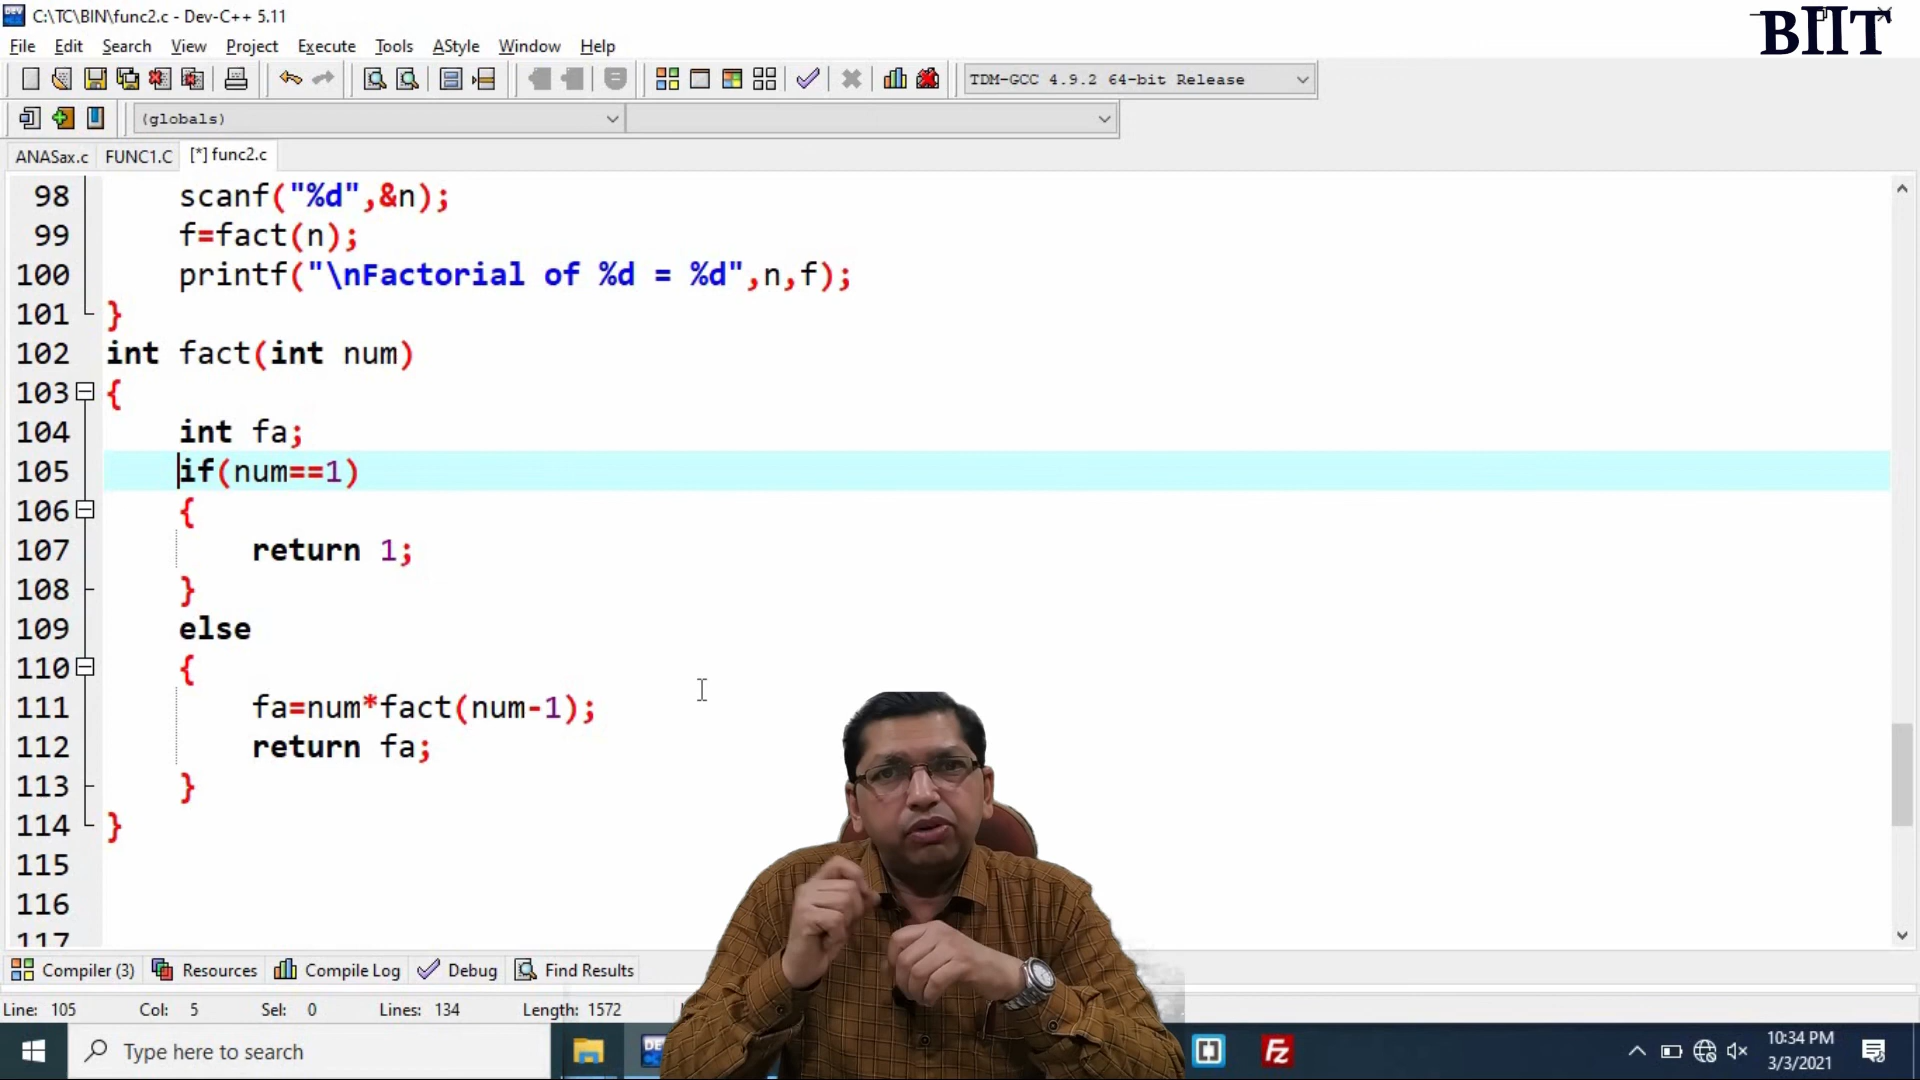 C:\TC\BIN\func2.c - Dev-C++ 5.11
BIIT
File Edit Search View Project Execute Tools AStyle Window Help
TDM-GCC 4.9.2 64-bit Release
(globals)
ANASax.c FUNC1.C [*] func2.c
98 scanf("%d",&n);
99 f=fact(n);
100 printf("\nFactorial of %d = %d",n,f);
101 }
102 int fact(int num)
103 {
104 int fa;
105 if(num==1)
106 {
107 return 1;
108 }
109 else
110 {
111 fa=num*fact(num-1);
112 return fa;
113 }
114 }
115
116
117
Compiler (3) Resources Compile Log Debug Find Results
Line: 105 Col: 5 Sel: 0 Lines: 134 Length: 1572
Type here to search
DEV
Fz
10:34 PM
3/3/2021